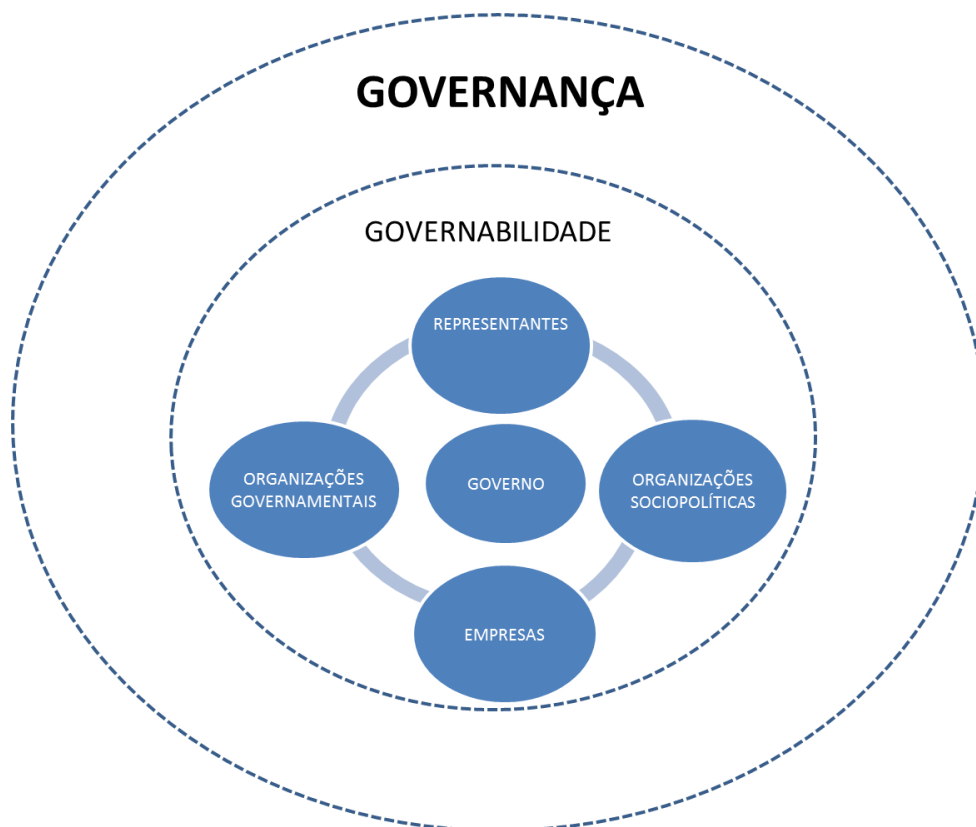 GOVERNANÇA
GOVERNABILIDADE
REPRESENTANTES
ORGANIZAÇÕES
GOVERNAMENTAIS
GOVERNO
ORGANIZAÇÕES
SOCIOPOLÍTICAS
EMPRESAS